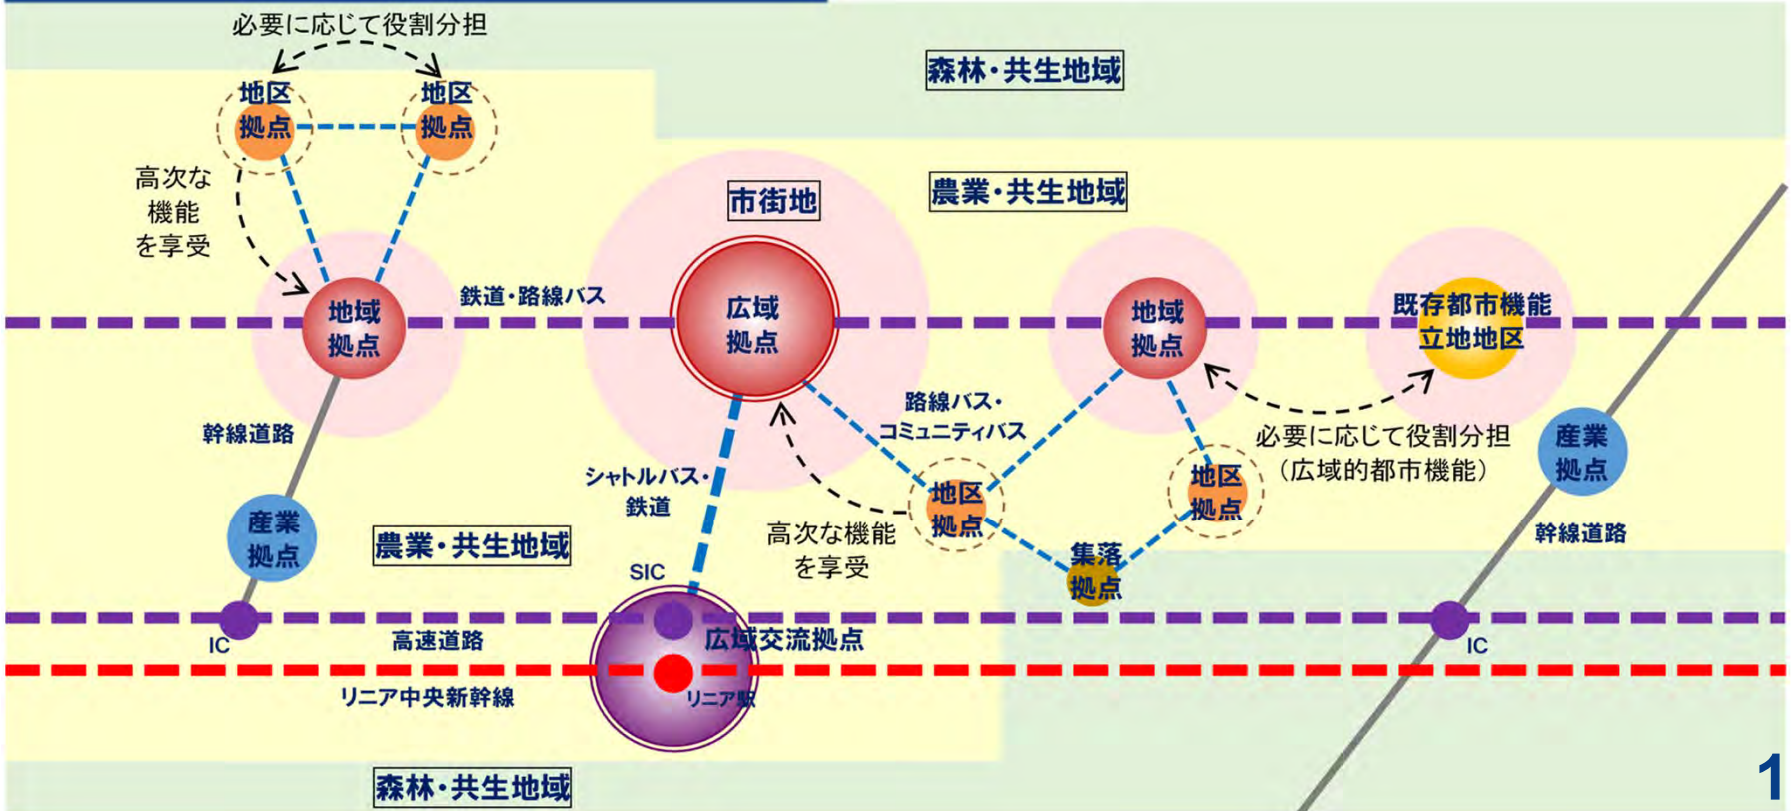 必要に応じて役割分担
森林・共生地域
地区
拠点
地区
拠点
高次な
機能
を享受
市街地
農業・共生地域
鉄道・路線バス
地域
拠点
広域
拠点
地域
拠点
既存都市機能
立地地区
幹線道路
路線バス・
コミュニティバス
必要に応じて役割分担
（広域的都市機能）
産業
拠点
シャトルバス・
鉄道
地区
拠点
地区
拠点
産業
拠点
農業・共生地域
高次な機能
を享受
幹線道路
集落
拠点
SIC
IC
高速道路
広域交流拠点
IC
リニア中央新幹線
リニア駅
森林・共生地域
1